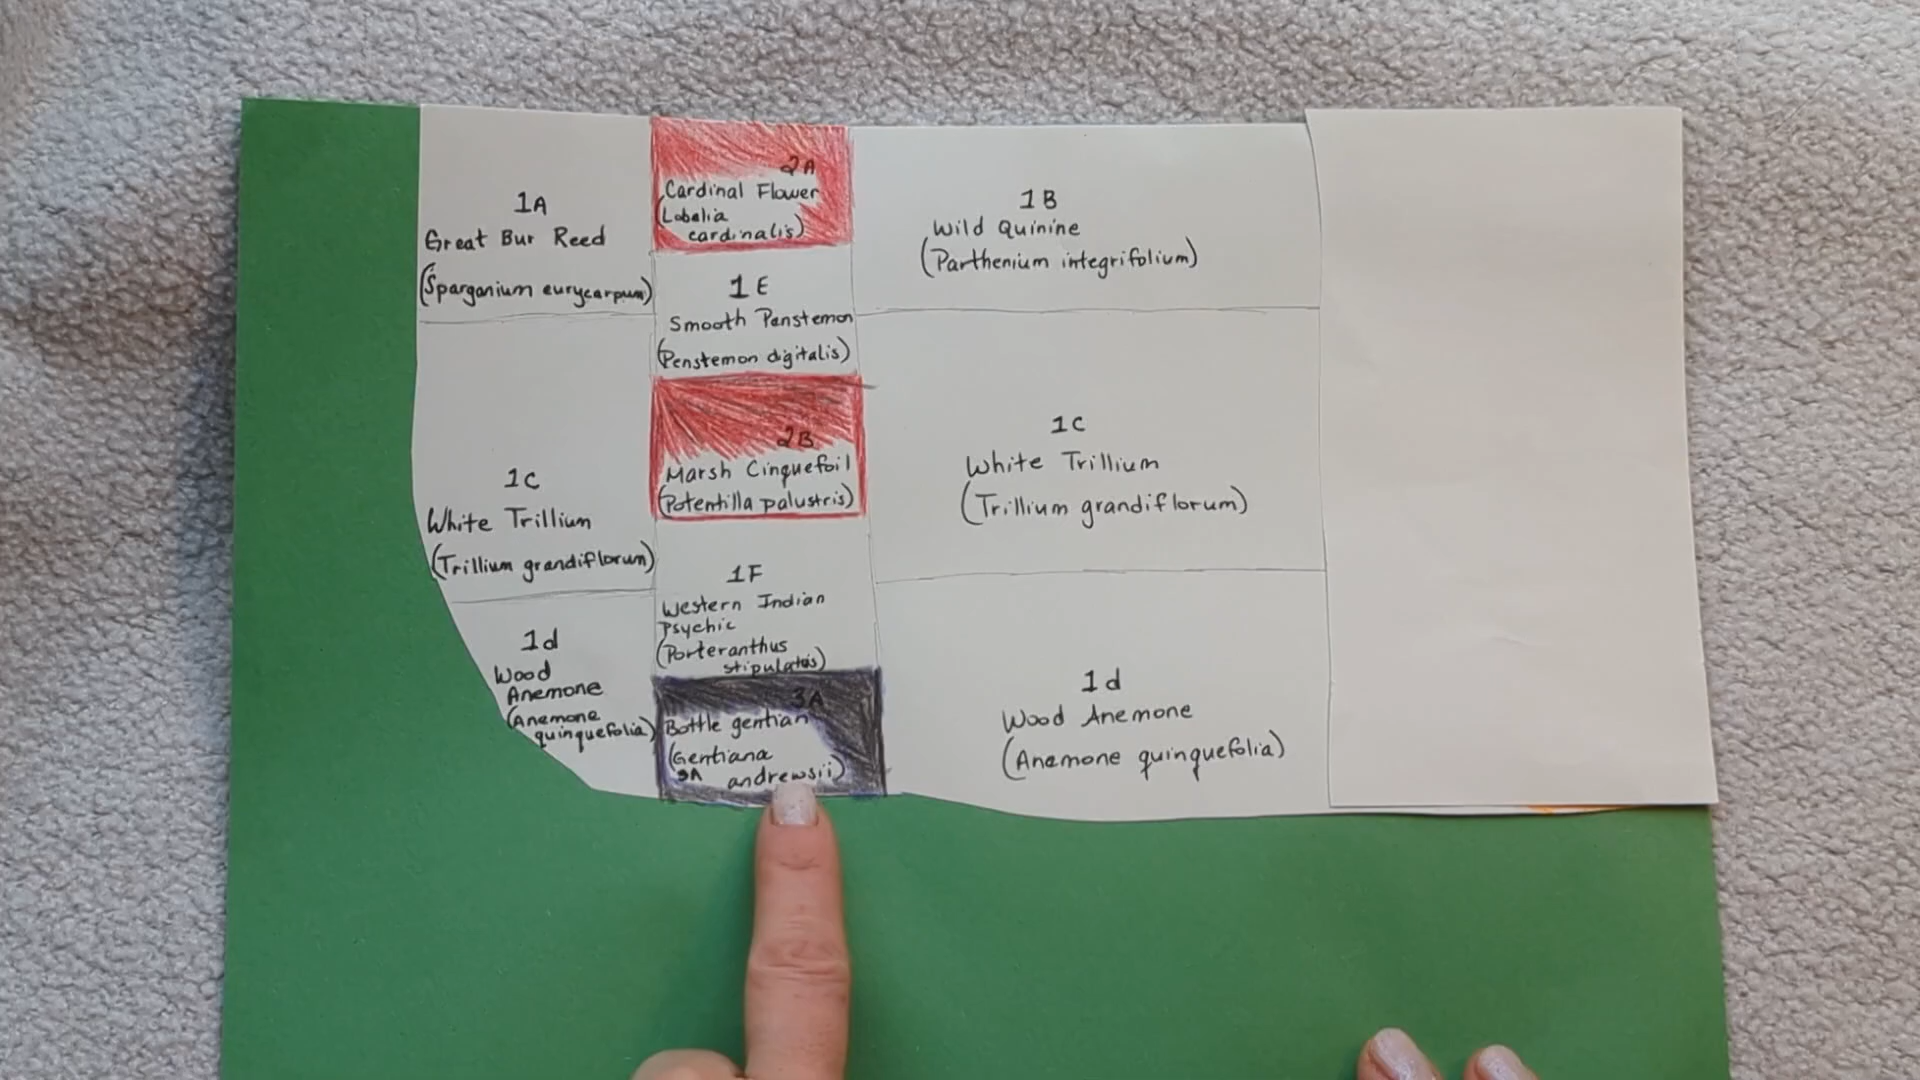 1A
Great Bur Reed
(Sparganium eurycarpum)
1C
White Trillium
(Trillium grandiflorum)
1d
Wood
Anemone
(Anemone
quinquefolia)
2A
Cardinal Flower
(Lobelia
cardinalis)
1E
Smooth Penstemon
(Penstemon digitalis)
2B
Marsh Cinquefoil
(Potentilla palustris)
1F
Western Indian
Psychic
(Porteranthus
stipulatus)
3A
Bottle gentian
(Gentiana
3A andrewsii)
1B
Wild Quinine
(Parthenium integrifolium)
1C
White Trillium
(Trillium grandiflorum)
1d
Wood Anemone
(Anemone quinquefolia)